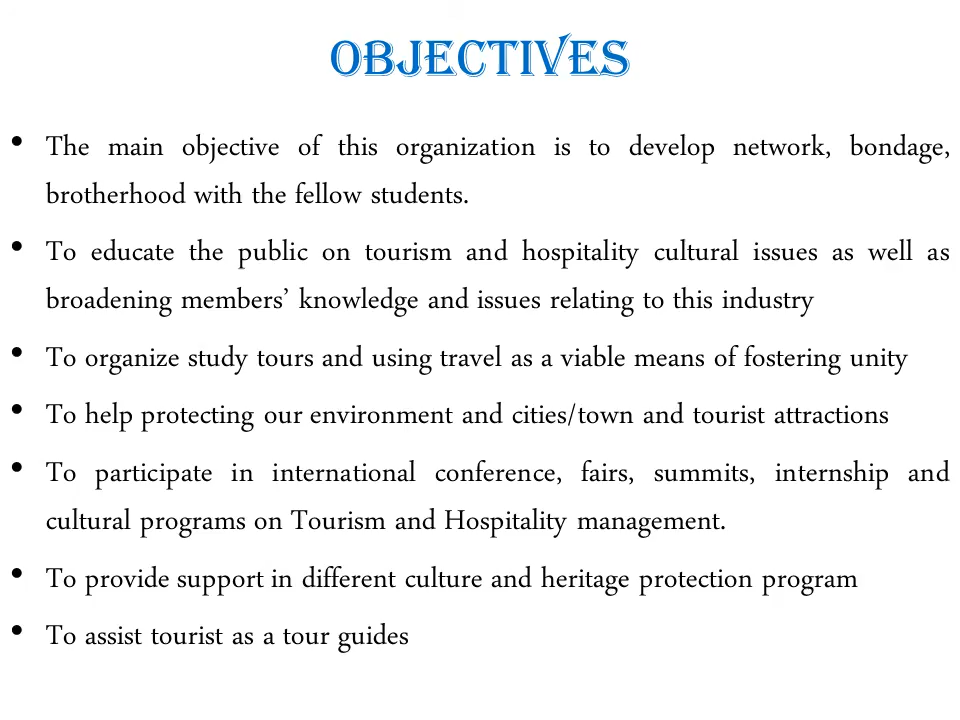 OBJECTIVES
• The main objective of this organization is to develop network, bondage,
brotherhood with the fellow students.
• To educate the public on tourism and hospitality cultural issues as well as
broadening members’ knowledge and issues relating to this industry
• To organize study tours and using travel as a viable means of fostering unity
• To help protecting our environment and cities/town and tourist attractions
• To participate in international conference, fairs, summits, internship and
cultural programs on Tourism and Hospitality management.
• To provide support in different culture and heritage protection program
• To assist tourist as a tour guides